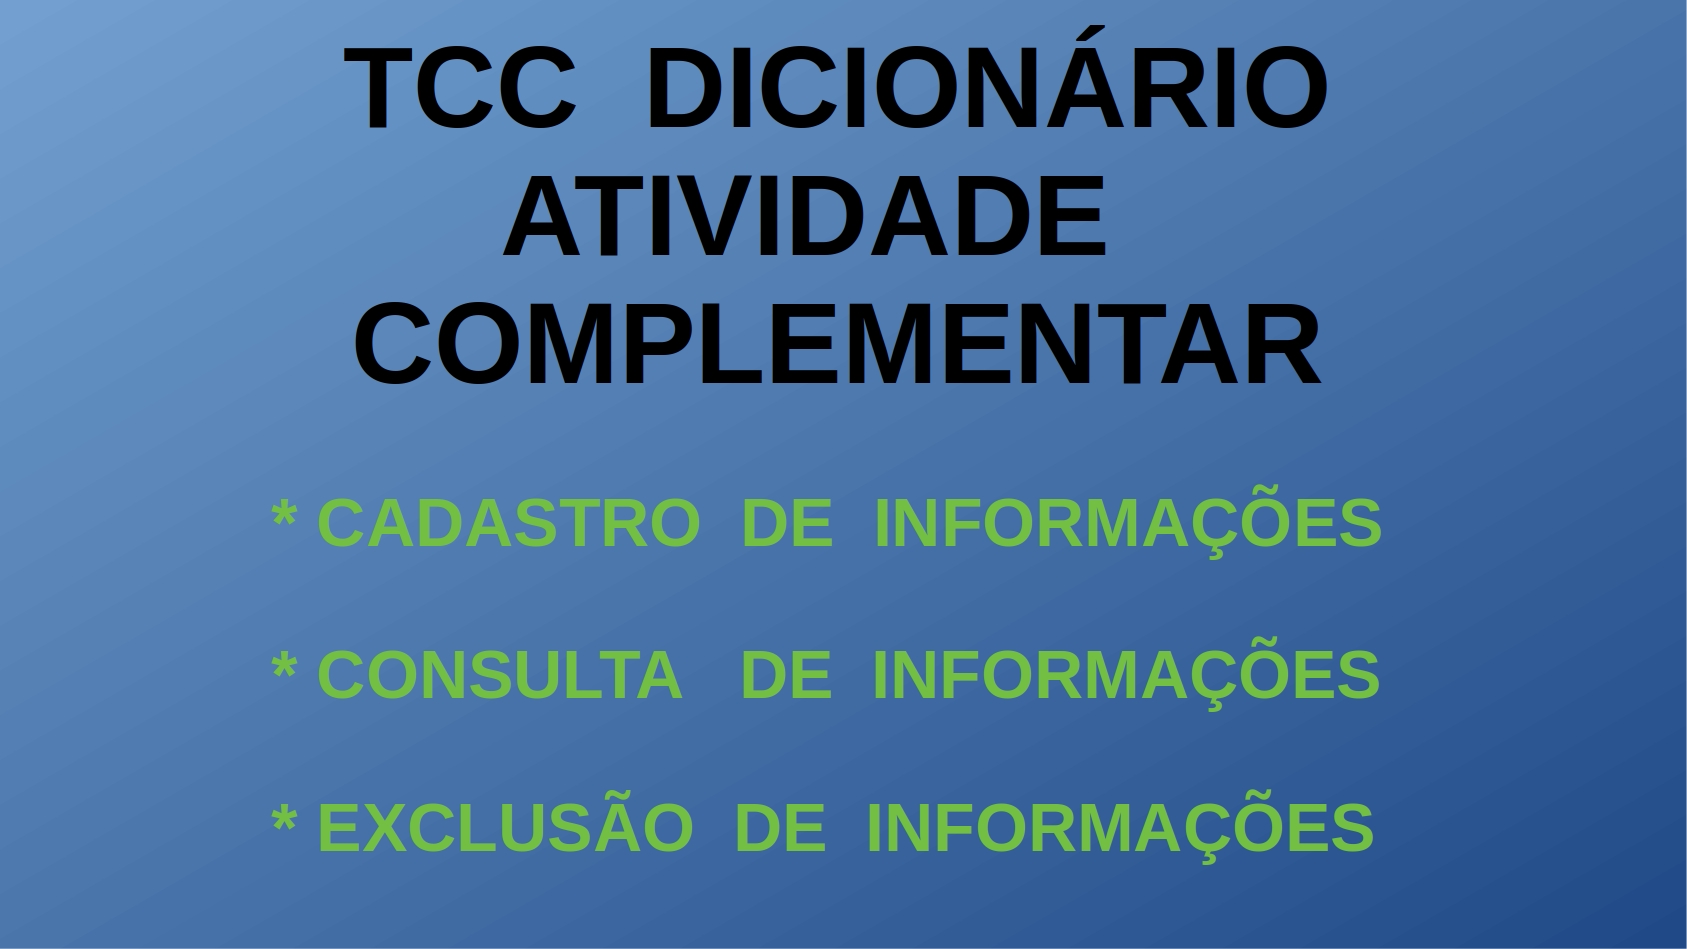 TCC DICIONÁRIO
ATIVIDADE
COMPLEMENTAR
* CADASTRO DE INFORMAÇÕES
* CONSULTA DE INFORMAÇÕES
* EXCLUSÃO DE INFORMAÇÕES